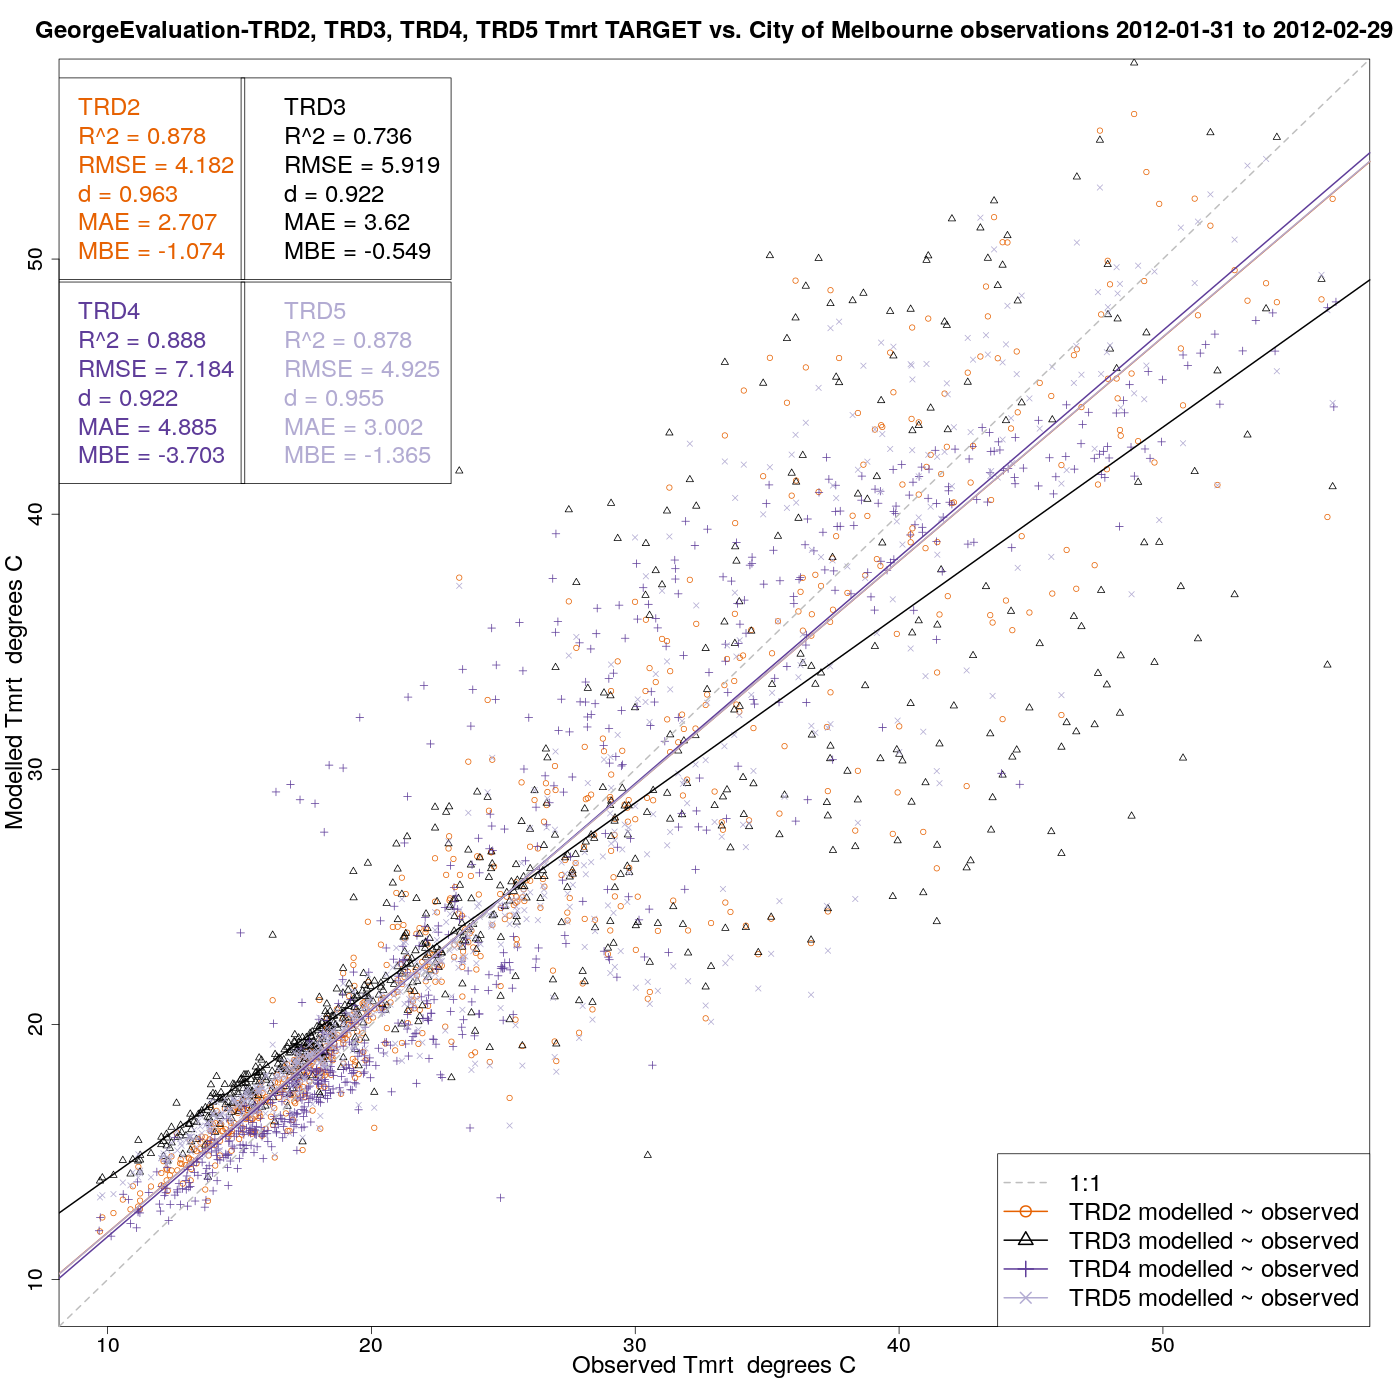 GeorgeEvaluation-TRD2, TRD3, TRD4, TRD5 Tmrt TARGET vs. City of Melbourne observations 2012-01-31 to 2012-02-29
TRD2
R^2 = 0.878
RMSE = 4.182
d = 0.963
MAE = 2.707
MBE = -1.074
TRD3
R^2 = 0.736
RMSE = 5.919
d = 0.922
MAE = 3.62
MBE = -0.549
TRD4
R^2 = 0.888
RMSE = 7.184
d = 0.922
MAE = 4.885
MBE = -3.703
TRD5
R^2 = 0.878
RMSE = 4.925
d = 0.955
MAE = 3.002
MBE = -1.365
50
40
30
20
10
Modelled Tmrt  degrees C
1:1
TRD2 modelled ~ observed
TRD3 modelled ~ observed
TRD4 modelled ~ observed
TRD5 modelled ~ observed
10 20 30 40 50
Observed Tmrt  degrees C